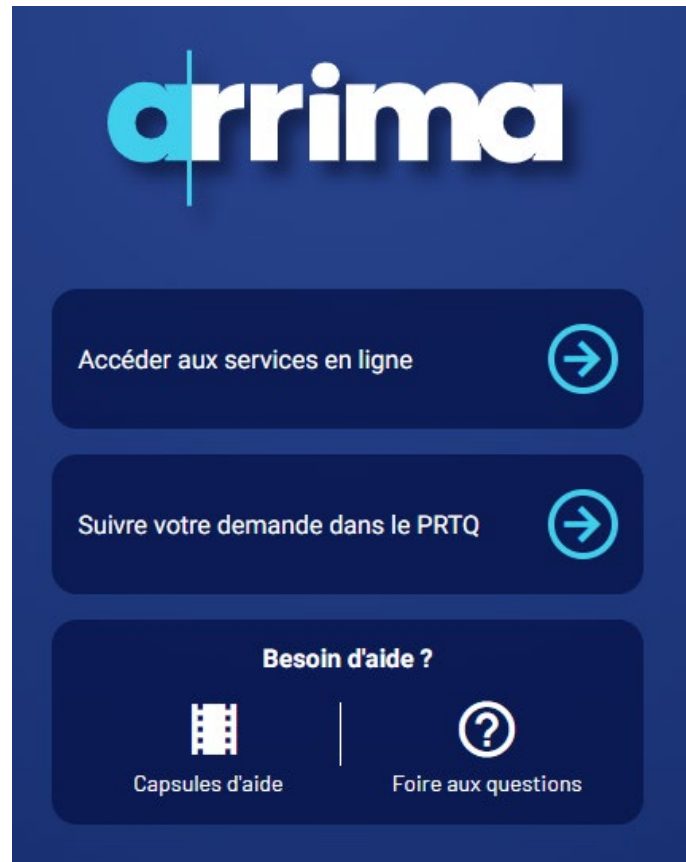 arrima
Accéder aux services en ligne
Suivre votre demande dans le PRTQ
Besoin d'aide ?
Capsules d'aide
Foire aux questions